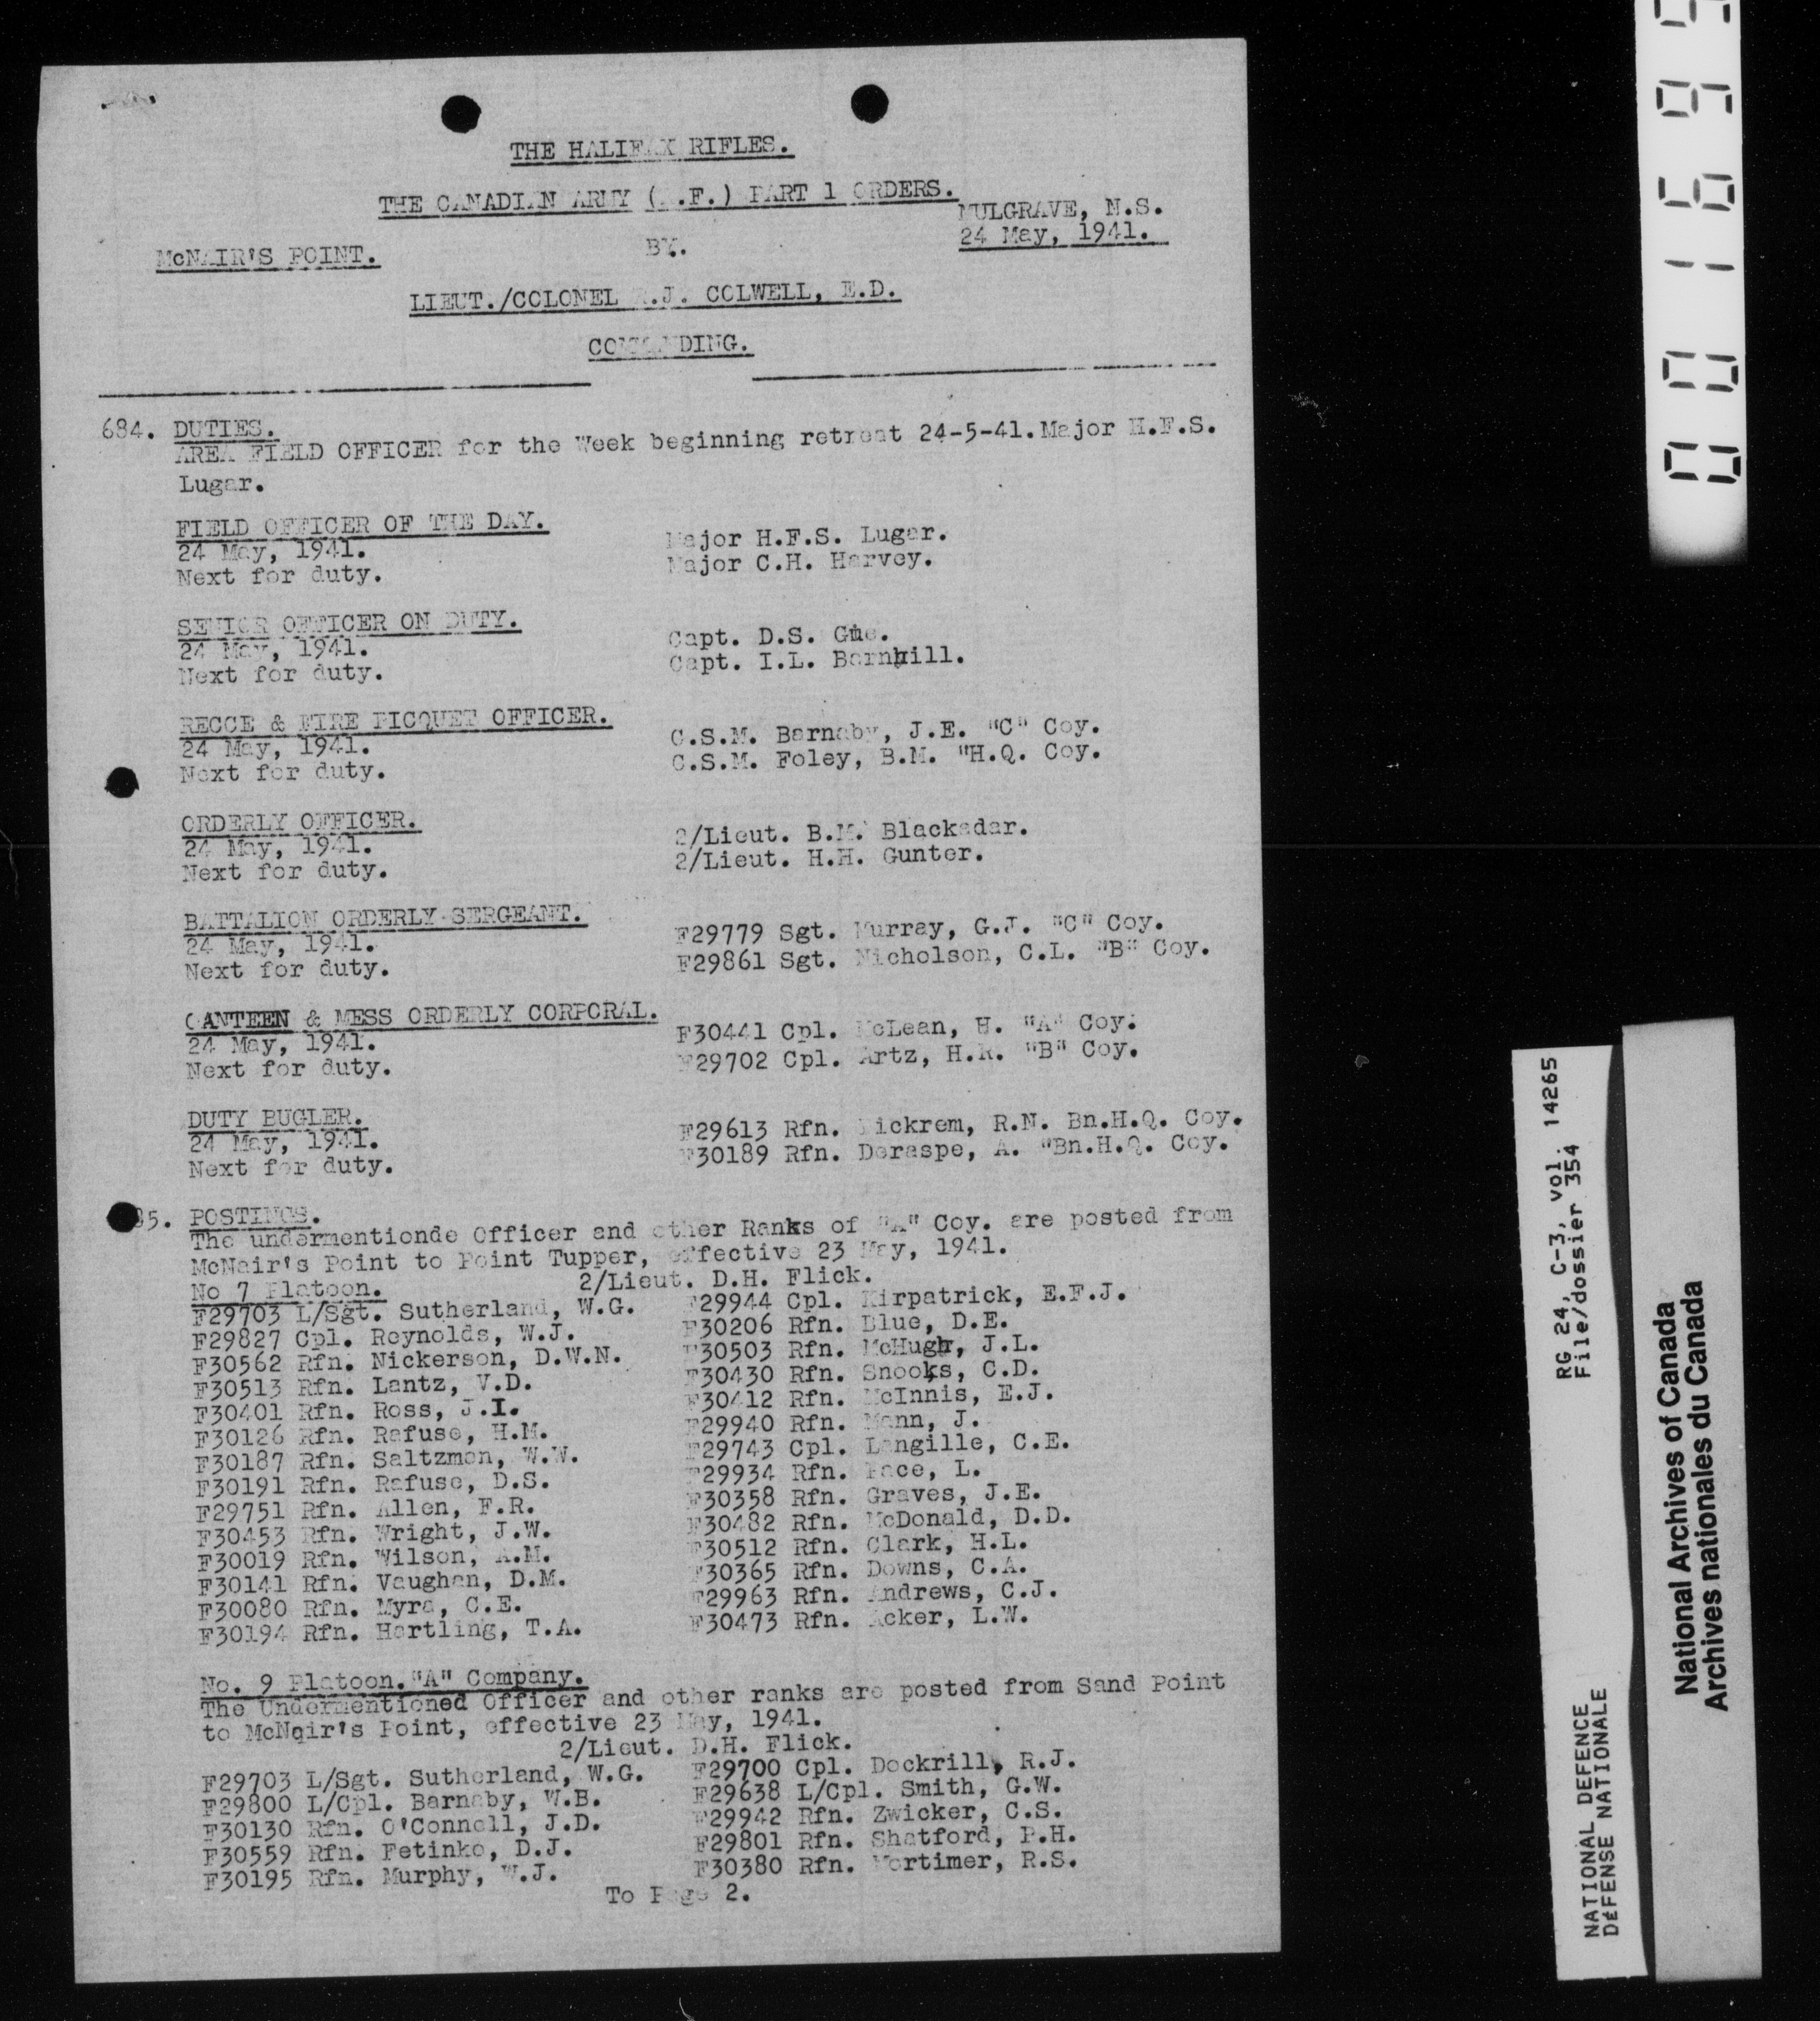 THE HALIFAX RIFLES.
THE CANADIAN ARMY (A.F.) PART 1 ORDERS.
MULGRAVE, N.S.
24 May, 1941.
McNAIR'S POINT.
BY.
LIEUT./COLONEL .J. COLWELL, E.D.
COMMANDING.
684. DUTIES.
AREA FIELD OFFICER for the Week beginning retreat 24-5-41. Major H.F.S.
Lugar.
FIELD OFFICER OF THE DAY.
24 May, 1941. Major H.F.S. Lugar.
Next for duty. Major C.H. Harvey.
SENIOR OFFICER ON DUTY.
24 May, 1941. Capt. D.S. Gue.
Next for duty. Capt. I.L. Barnhill.
RECCE & FIRE PICQUET OFFICER.
24 May, 1941. C.S.M. Barnaby, J.E. "C" Coy.
Next for duty. C.S.M. Foley, B.M. "H.Q. Coy.
ORDERLY OFFICER.
24 May, 1941. 2/Lieut. B.M. Blackadar.
Next for duty. 2/Lieut. H.H. Gunter.
BATTALION ORDERLY SERGEANT.
24 May, 1941. F29779 Sgt. Murray, G.J. "C" Coy.
Next for duty. F29861 Sgt. Nicholson, C.L. "B" Coy.
CANTEEN & MESS ORDERLY CORPORAL.
24 May, 1941. F30441 Cpl. McLean, H. "A" Coy.
Next for duty. F29702 Cpl. Artz, H.R. "B" Coy.
DUTY BUGLER.
24 May, 1941. F29613 Rfn. Pickrem, R.N. Bn.H.Q. Coy.
Next for duty. F30189 Rfn. Deraspe, A. "Bn.H.Q. Coy.
85. POSTINGS.
The undermentionde Officer and other Ranks of "A" Coy. are posted from
McNair's Point to Point Tupper, effective 23 May, 1941.
No 7 Platoon. 2/Lieut. D.H. Flick.
F29703 L/Sgt. Sutherland, W.G. F29944 Cpl. Kirpatrick, E.F.J.
F29827 Cpl. Reynolds, W.J. F30206 Rfn. Blue, D.E.
F30562 Rfn. Nickerson, D.W.N. F30503 Rfn. McHugh, J.L.
F30513 Rfn. Lantz, V.D. F30430 Rfn. Snooks, C.D.
F30401 Rfn. Ross, J.I. F30412 Rfn. McInnis, E.J.
F30126 Rfn. Rafuse, H.M. F29940 Rfn. Mann, J.
F30187 Rfn. Saltzman, W.W. F29743 Cpl. Langille, C.E.
F30191 Rfn. Rafuse, D.S. F29934 Rfn. Pace, L.
F29751 Rfn. Allen, F.R. F30358 Rfn. Graves, J.E.
F30453 Rfn. Wright, J.W. F30482 Rfn. McDonald, D.D.
F30019 Rfn. Wilson, A.M. F30512 Rfn. Clark, H.L.
F30141 Rfn. Vaughan, D.M. F30365 Rfn. Downs, C.A.
F30080 Rfn. Myra, C.E. F29963 Rfn. Andrews, C.J.
F30194 Rfn. Hartling, T.A. F30473 Rfn. Acker, L.W.
No. 9 Platoon. "A" Company.
The Undermentioned Officer and other ranks are posted from Sand Point
to McNair's Point, effective 23 May, 1941.
2/Lieut. D.H. Flick.
F29703 L/Sgt. Sutherland, W.G. F29700 Cpl. Dockrill, R.J.
F29800 L/Cpl. Barnaby, W.B. F29638 L/Cpl. Smith, G.W.
F30130 Rfn. O'Connell, J.D. F29942 Rfn. Zwicker, C.S.
F30559 Rfn. Fetinko, D.J. F29801 Rfn. Shatford, P.H.
F30195 Rfn. Murphy, W.J. F30380 Rfn. Mortimer, R.S.
To Page 2.
001699
RG 24, C-3, vol. 14265
File/dossier 354
NATIONAL DEFENCE
DÉFENSE NATIONALE
National Archives of Canada
Archives nationales du Canada